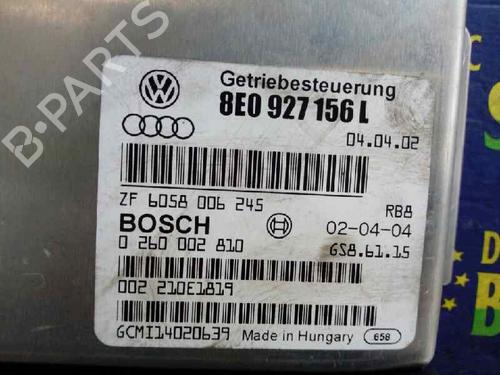 Getriebesteuerung
8E0 927 156 L
04.04.02
ZF 6058 006 245 RB8
BOSCH 02-04-04
0 260 002 810 GS8.61.15
002 210E1819
GCMI14020639 Made in Hungary 658